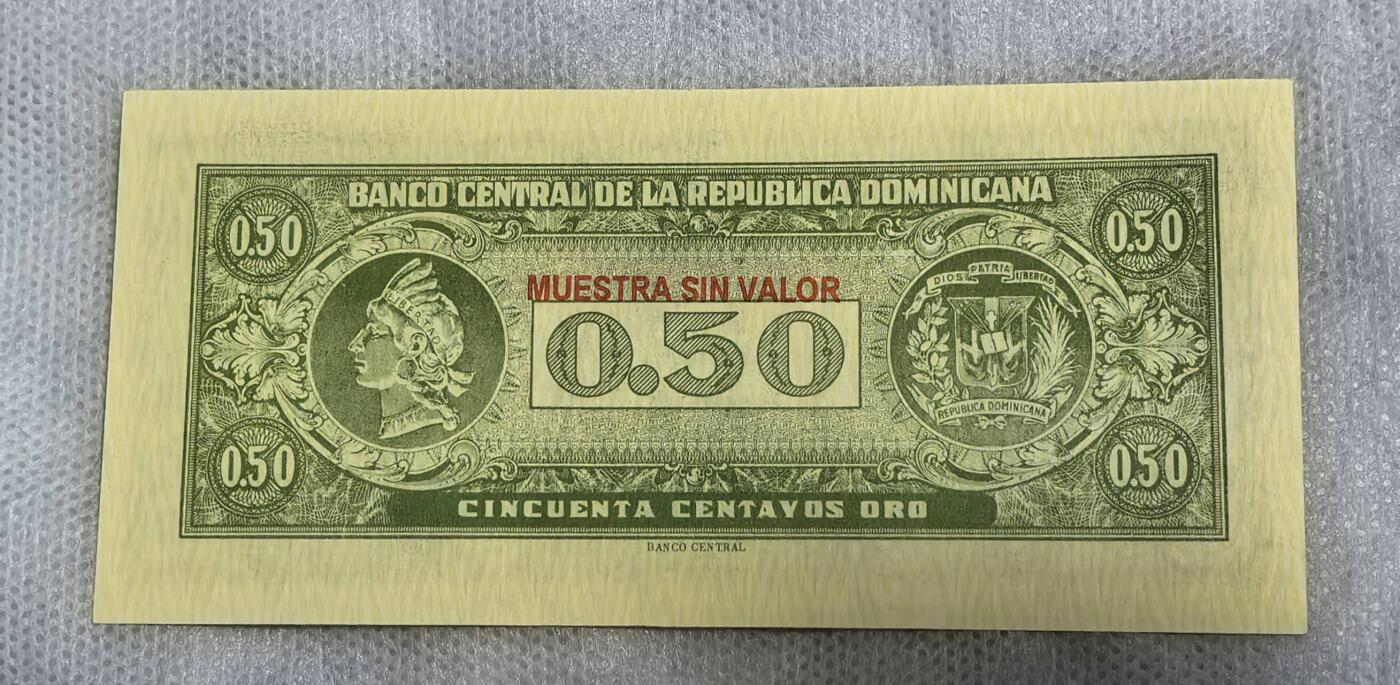 BANCO CENTRAL DE LA REPUBLICA DOMINICANA
0.50
0.50
DIOS PATRIA LIBERTAD
MUESTRA SIN VALOR
LIBERTAD
0.50
REPUBLICA DOMINICANA
0.50
0.50
CINCUENTA CENTAVOS ORO
BANCO CENTRAL